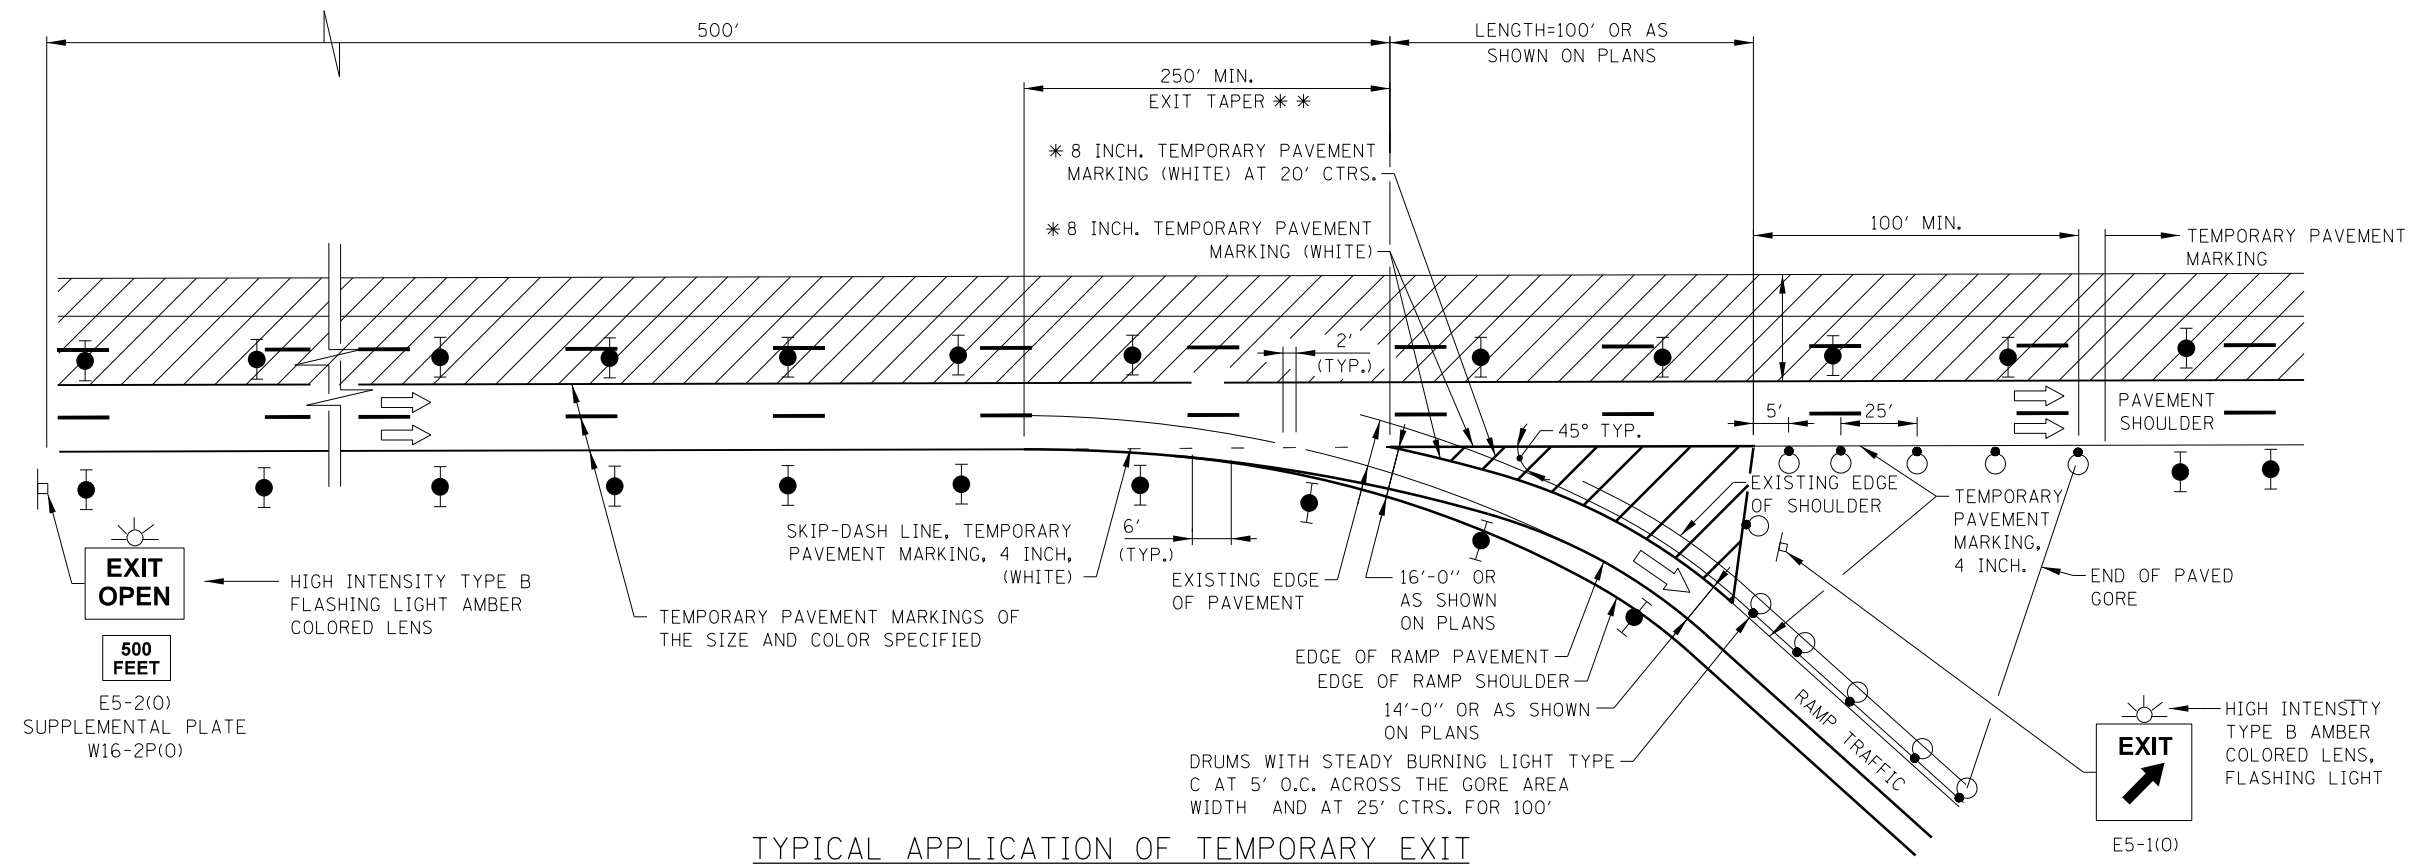 500′
LENGTH=100′ OR AS
SHOWN ON PLANS
250′ MIN.
EXIT TAPER * *
* 8 INCH. TEMPORARY PAVEMENT
MARKING (WHITE) AT 20′ CTRS.
* 8 INCH. TEMPORARY PAVEMENT
MARKING (WHITE)
100′ MIN.
TEMPORARY PAVEMENT
MARKING
2′
(TYP.)
5′
25′
PAVEMENT
SHOULDER
45° TYP.
EXISTING EDGE
OF SHOULDER
TEMPORARY
PAVEMENT
MARKING,
4 INCH.
END OF PAVED
GORE
SKIP-DASH LINE, TEMPORARY
PAVEMENT MARKING, 4 INCH,
(WHITE)
6′
(TYP.)
EXISTING EDGE
OF PAVEMENT
16′-0″ OR
AS SHOWN
ON PLANS
EXIT
OPEN
HIGH INTENSITY TYPE B
FLASHING LIGHT AMBER
COLORED LENS
500
FEET
E5-2(O)
SUPPLEMENTAL PLATE
W16-2P(O)
TEMPORARY PAVEMENT MARKINGS OF
THE SIZE AND COLOR SPECIFIED
EDGE OF RAMP PAVEMENT
EDGE OF RAMP SHOULDER
14′-0″ OR AS SHOWN
ON PLANS
DRUMS WITH STEADY BURNING LIGHT TYPE
C AT 5′ O.C. ACROSS THE GORE AREA
WIDTH AND AT 25′ CTRS. FOR 100′
RAMP TRAFFIC
HIGH INTENSITY
TYPE B AMBER
COLORED LENS,
FLASHING LIGHT
EXIT
E5-1(O)
TYPICAL APPLICATION OF TEMPORARY EXIT